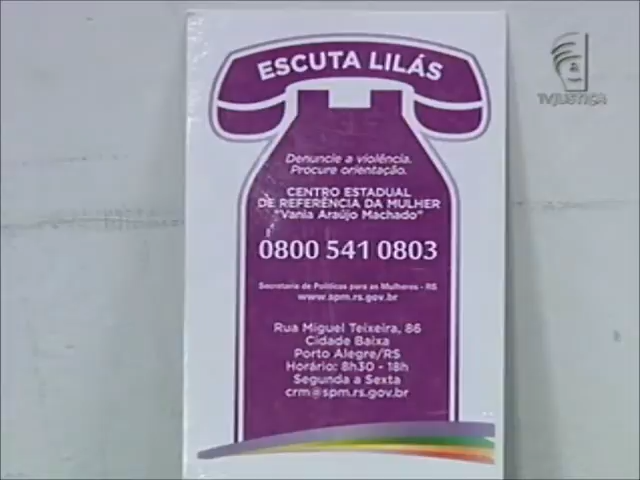 ESCUTA LILÁS
TVJUSTIÇA
Denuncie a violência.
Procure orientação.
CENTRO ESTADUAL
DE REFERÊNCIA DA MULHER
"Vania Araújo Machado"
0800 541 0803
Secretaria de Políticas para as Mulheres - RS
www.spm.rs.gov.br
Rua Miguel Teixeira, 86
Cidade Baixa
Porto Alegre/RS
Horário: 8h30 - 18h
Segunda a Sexta
crm@spm.rs.gov.br